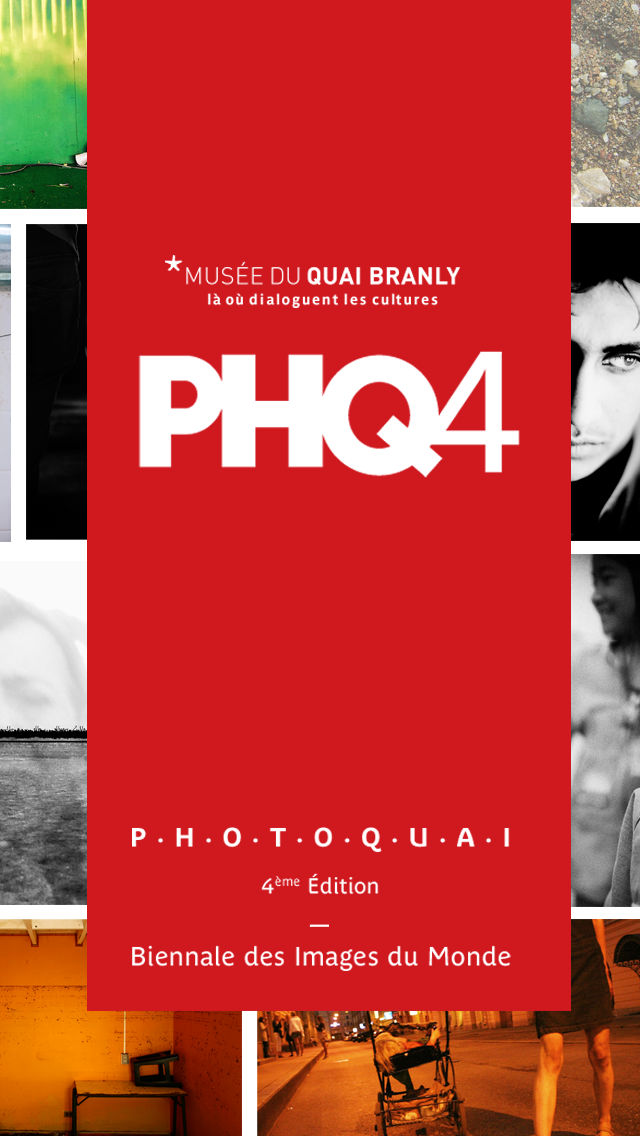 *MUSÉE DU QUAI BRANLY
là où dialoguent les cultures
PHQ4
P·H·O·T·O·Q·U·A·I
4ème Édition
—
Biennale des Images du Monde